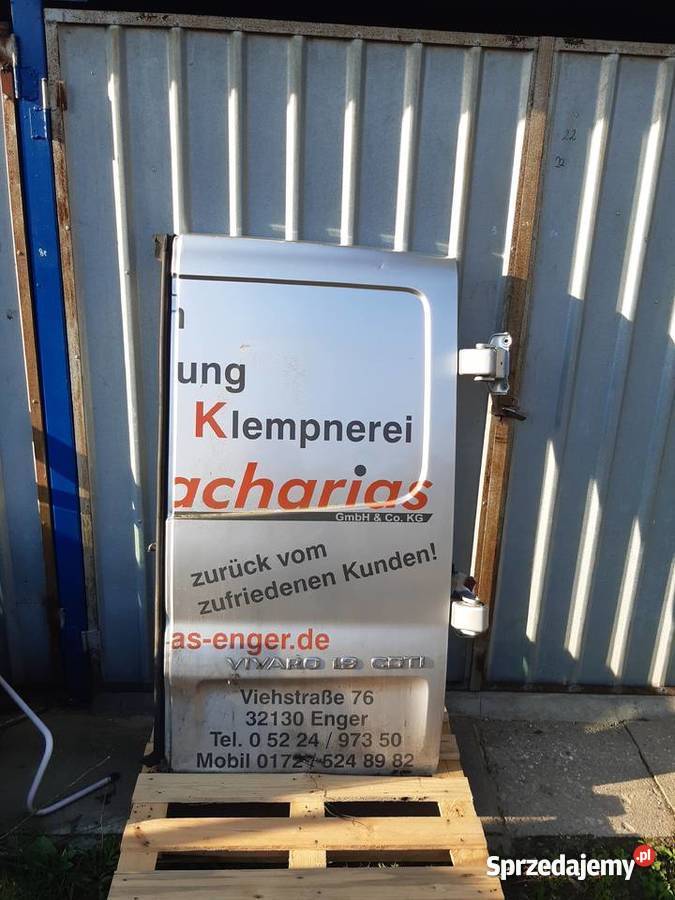 n
ung
Klempnerei
acharias
GmbH & Co. KG
zurück vom
zufriedenen Kunden!
as-enger.de
VIVARO 1.9 CDTI
Viehstraße 76
32130 Enger
Tel. 0 52 24 / 973 50
Mobil 0172 / 524 89 82
Sprzedajemy.pl